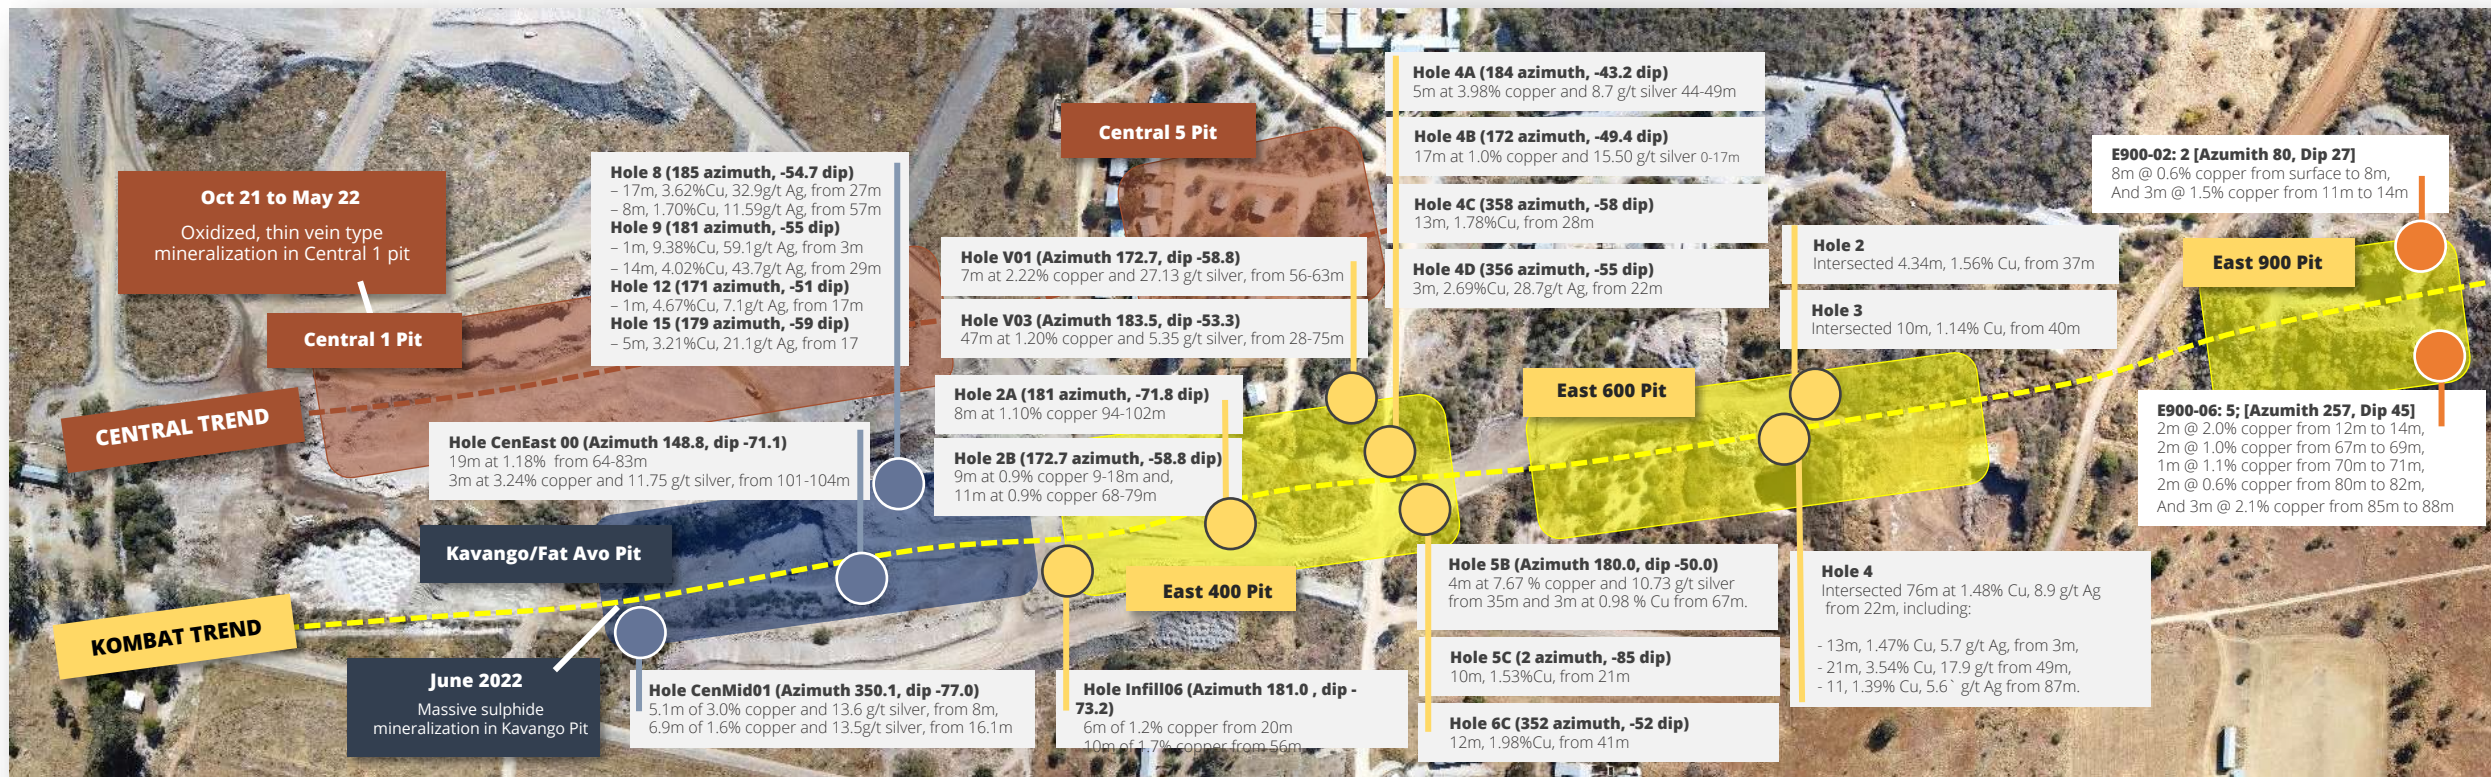 Oct 21 to May 22
Oxidized, thin vein type
mineralization in Central 1 pit
Central 1 Pit
CENTRAL TREND
Hole 8 (185 azimuth, -54.7 dip)
– 17m, 3.62%Cu, 32.9g/t Ag, from 27m
– 8m, 1.70%Cu, 11.59g/t Ag, from 57m
Hole 9 (181 azimuth, -55 dip)
– 1m, 9.38%Cu, 59.1g/t Ag, from 3m
– 14m, 4.02%Cu, 43.7g/t Ag, from 29m
Hole 12 (171 azimuth, -51 dip)
– 1m, 4.67%Cu, 7.1g/t Ag, from 17m
Hole 15 (179 azimuth, -59 dip)
– 5m, 3.21%Cu, 21.1g/t Ag, from 17
Central 5 Pit
Hole V01 (Azimuth 172.7, dip -58.8)
7m at 2.22% copper and 27.13 g/t silver, from 56-63m
Hole V03 (Azimuth 183.5, dip -53.3)
47m at 1.20% copper and 5.35 g/t silver, from 28-75m
Hole 2A (181 azimuth, -71.8 dip)
8m at 1.10% copper 94-102m
Hole 2B (172.7 azimuth, -58.8 dip)
9m at 0.9% copper 9-18m and,
11m at 0.9% copper 68-79m
Hole 4A (184 azimuth, -43.2 dip)
5m at 3.98% copper and 8.7 g/t silver 44-49m
Hole 4B (172 azimuth, -49.4 dip)
17m at 1.0% copper and 15.50 g/t silver 0-17m
Hole 4C (358 azimuth, -58 dip)
13m, 1.78%Cu, from 28m
Hole 4D (356 azimuth, -55 dip)
3m, 2.69%Cu, 28.7g/t Ag, from 22m
Hole 2
Intersected 4.34m, 1.56% Cu, from 37m
Hole 3
Intersected 10m, 1.14% Cu, from 40m
E900-02: 2 [Azumith 80, Dip 27]
8m @ 0.6% copper from surface to 8m,
And 3m @ 1.5% copper from 11m to 14m
East 900 Pit
East 600 Pit
E900-06: 5; [Azumith 257, Dip 45]
2m @ 2.0% copper from 12m to 14m,
2m @ 1.0% copper from 67m to 69m,
1m @ 1.1% copper from 70m to 71m,
2m @ 0.6% copper from 80m to 82m,
And 3m @ 2.1% copper from 85m to 88m
Hole CenEast 00 (Azimuth 148.8, dip -71.1)
19m at 1.18% from 64-83m
3m at 3.24% copper and 11.75 g/t silver, from 101-104m
Kavango/Fat Avo Pit
KOMBAT TREND
June 2022
Massive sulphide
mineralization in Kavango Pit
Hole CenMid01 (Azimuth 350.1, dip -77.0)
5.1m of 3.0% copper and 13.6 g/t silver, from 8m,
6.9m of 1.6% copper and 13.5g/t silver, from 16.1m
East 400 Pit
Hole Infill06 (Azimuth 181.0 , dip -
73.2)
6m of 1.2% copper from 20m
10m of 1.7% copper from 56m
Hole 5B (Azimuth 180.0, dip -50.0)
4m at 7.67 % copper and 10.73 g/t silver
from 35m and 3m at 0.98 % Cu from 67m.
Hole 5C (2 azimuth, -85 dip)
10m, 1.53%Cu, from 21m
Hole 6C (352 azimuth, -52 dip)
12m, 1.98%Cu, from 41m
Hole 4
Intersected 76m at 1.48% Cu, 8.9 g/t Ag
from 22m, including:
- 13m, 1.47% Cu, 5.7 g/t Ag, from 3m,
- 21m, 3.54% Cu, 17.9 g/t from 49m,
- 11, 1.39% Cu, 5.6` g/t Ag from 87m.